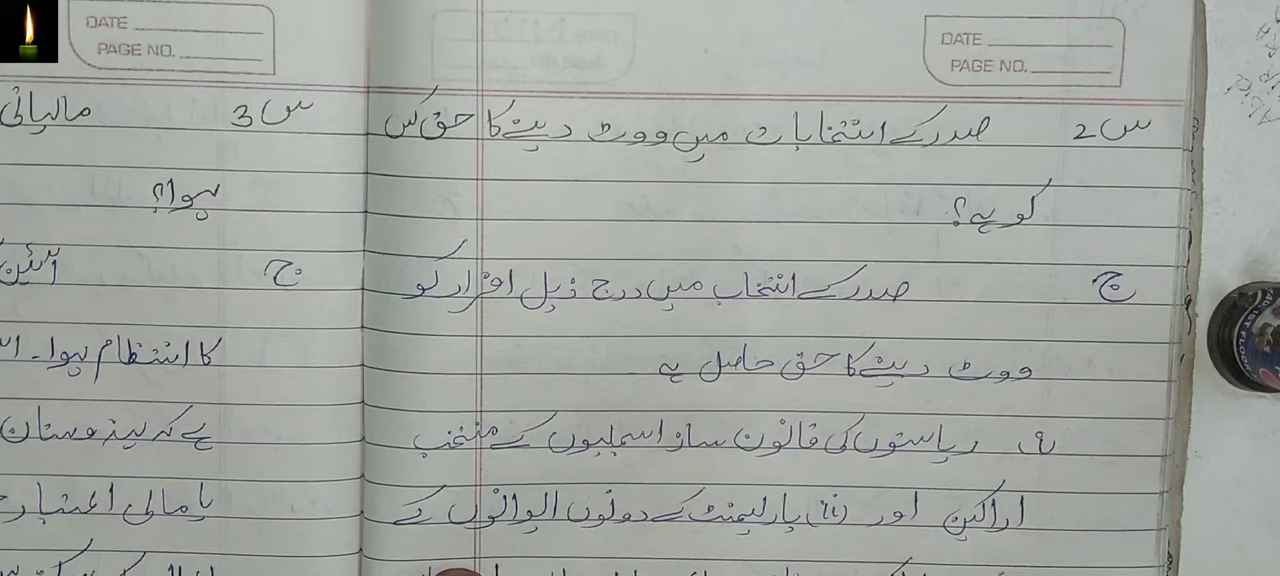 DATE
PAGE NO.
DATE
PAGE NO.
س 2 صدر کے انتخابات میں ووٹ دینے کا حق کس
کو ہے؟
ج صدر کے انتخاب میں درج ذیل افراد کو
ووٹ دینے کا حق حاصل ہے
(i) ریاستوں کی قانون ساز اسمبلیوں کے منتخب
اراکین اور (ii) پارلیمنٹ کے دونوں ایوانوں کے
س 3 مالیاتی
ہوا؟
ج آئین
کا انتظام ہوا۔
ہے کہ ہندوستان
یا مالی اعتبار